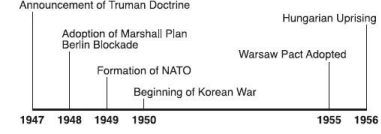 Announcement of Truman Doctrine
Hungarian Uprising
Adoption of Marshall Plan
Berlin Blockade
Warsaw Pact Adopted
Formation of NATO
Beginning of Korean War
1947 1948 1949 1950 1955 1956